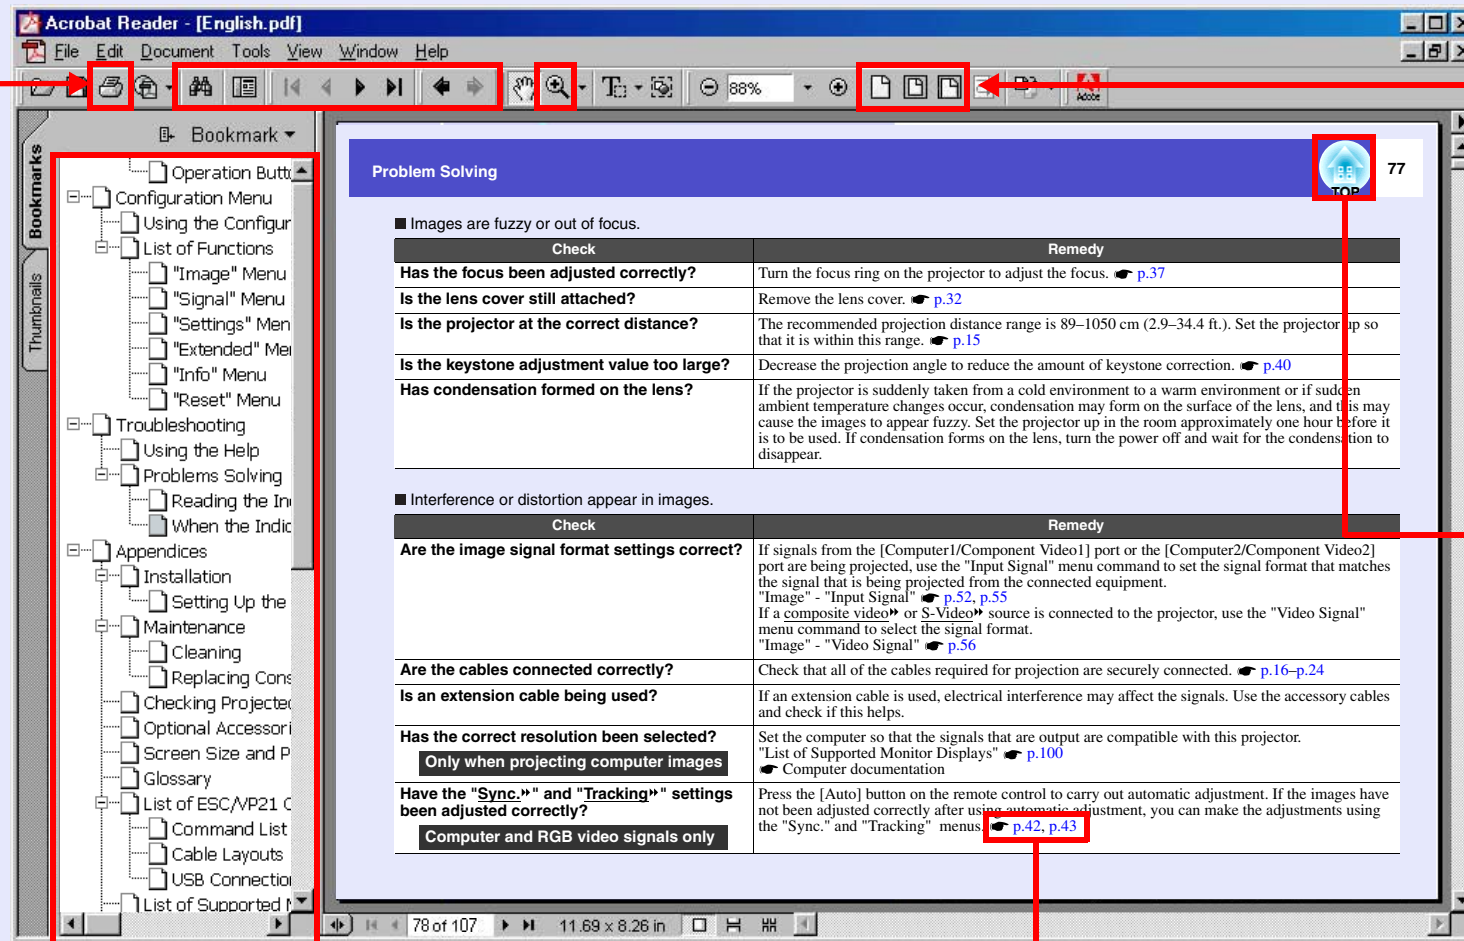 Acrobat Reader - [English.pdf]
File Edit Document Tools View Window Help
88%
Adobe
Bookmarks
Thumbnails
Bookmark
Operation Butt
Configuration Menu
Using the Configur
List of Functions
"Image" Menu
"Signal" Menu
"Settings" Men
"Extended" Me
"Info" Menu
"Reset" Menu
Troubleshooting
Using the Help
Problems Solving
Reading the In
When the Indic
Appendices
Installation
Setting Up the
Maintenance
Cleaning
Replacing Cons
Checking Projected
Optional Accessori
Screen Size and P
Glossary
List of ESC/VP21 C
Command List
Cable Layouts
USB Connection
List of Supported M
Problem Solving
TOP
77
Images are fuzzy or out of focus.
Check Remedy
Has the focus been adjusted correctly? Turn the focus ring on the projector to adjust the focus. ☛ p.37
Is the lens cover still attached? Remove the lens cover. ☛ p.32
Is the projector at the correct distance? The recommended projection distance range is 89–1050 cm (2.9–34.4 ft.). Set the projector up so
that it is within this range. ☛ p.15
Is the keystone adjustment value too large? Decrease the projection angle to reduce the amount of keystone correction. ☛ p.40
Has condensation formed on the lens? If the projector is suddenly taken from a cold environment to a warm environment or if sudden
ambient temperature changes occur, condensation may form on the surface of the lens, and this may
cause the images to appear fuzzy. Set the projector up in the room approximately one hour before it
is to be used. If condensation forms on the lens, turn the power off and wait for the condensation to
disappear.
Interference or distortion appear in images.
Check Remedy
Are the image signal format settings correct? If signals from the [Computer1/Component Video1] port or the [Computer2/Component Video2]
port are being projected, use the "Input Signal" menu command to set the signal format that matches
the signal that is being projected from the connected equipment.
"Image" - "Input Signal" ☛ p.52, p.55
If a composite video or S-Video source is connected to the projector, use the "Video Signal"
menu command to select the signal format.
"Image" - "Video Signal" ☛ p.56
Are the cables connected correctly? Check that all of the cables required for projection are securely connected. ☛ p.16–p.24
Is an extension cable being used? If an extension cable is used, electrical interference may affect the signals. Use the accessory cables
and check if this helps.
Has the correct resolution been selected?
Only when projecting computer images
Set the computer so that the signals that are output are compatible with this projector.
"List of Supported Monitor Displays" ☛ p.100
☛ Computer documentation
Have the "Sync." and "Tracking" settings
been adjusted correctly?
Computer and RGB video signals only
Press the [Auto] button on the remote control to carry out automatic adjustment. If the images have
not been adjusted correctly after using automatic adjustment, you can make the adjustments using
the "Sync." and "Tracking" menus. ☛ p.42, p.43
78 of 107 11.69 x 8.26 in